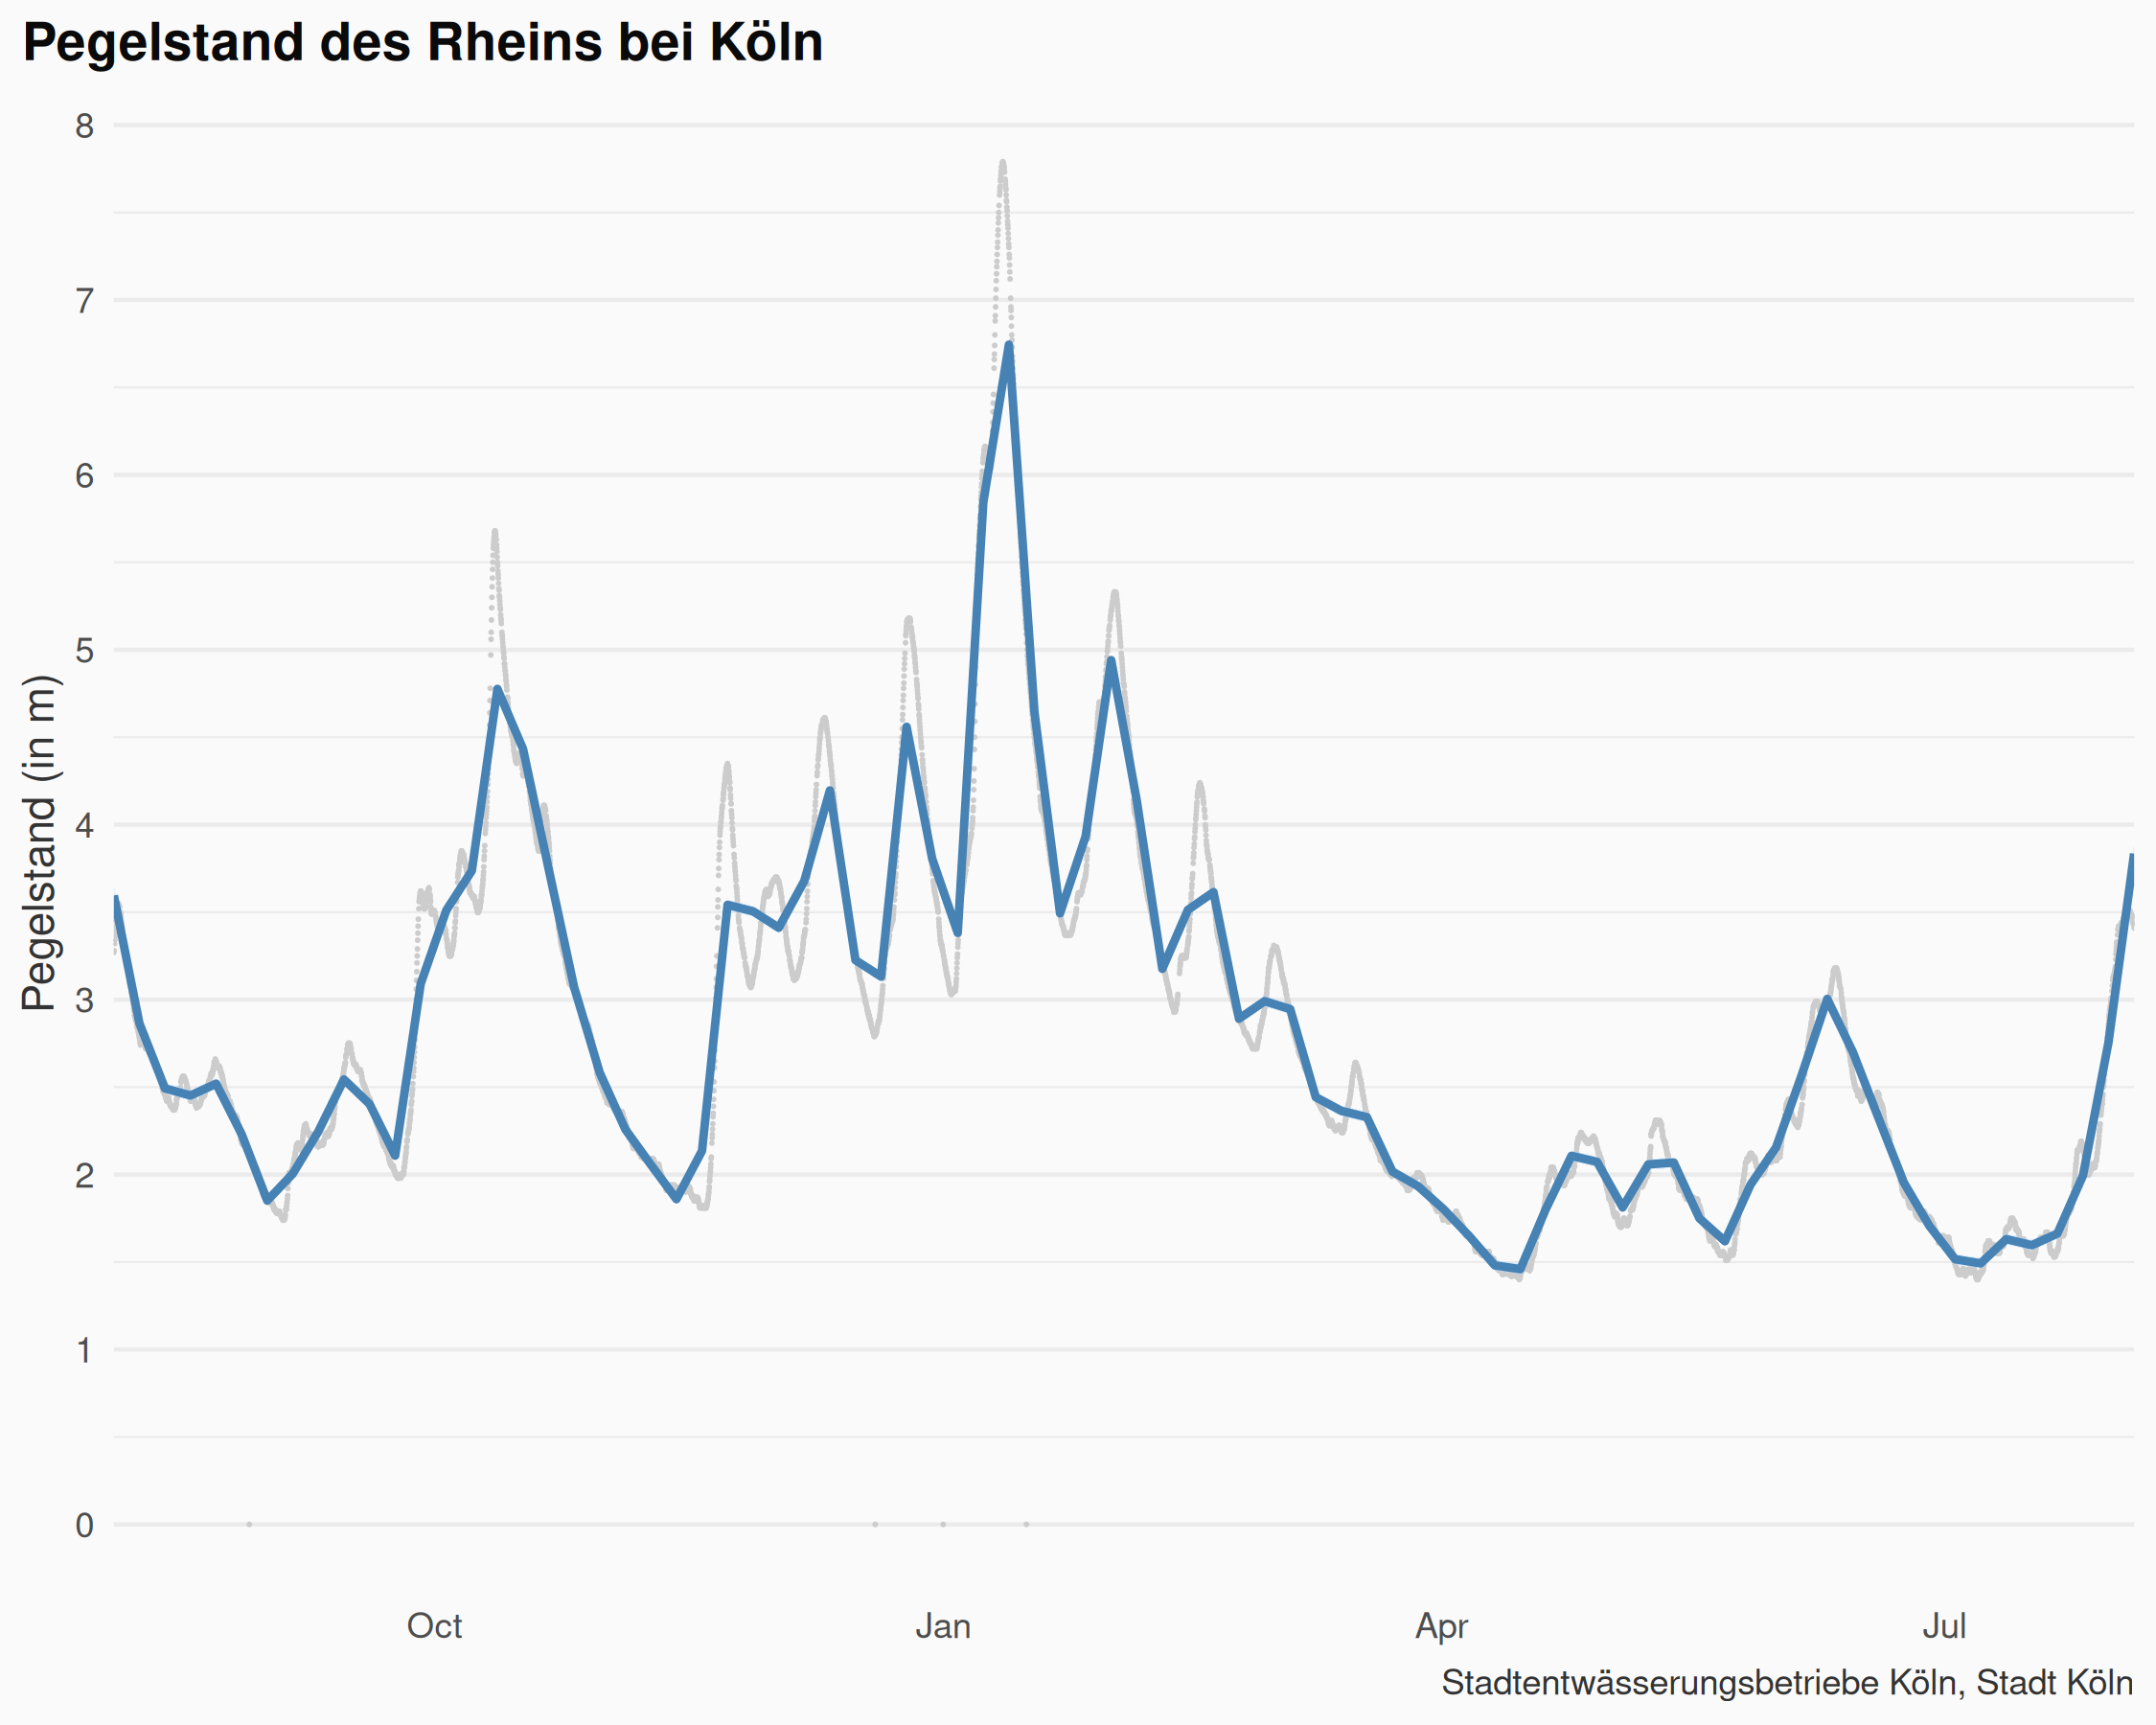 Pegelstand des Rheins bei Köln
Pegelstand (in m)
8
7
6
5
4
3
2
1
0
Oct
Jan
Apr
Jul
Stadtentwässerungsbetriebe Köln, Stadt Köln